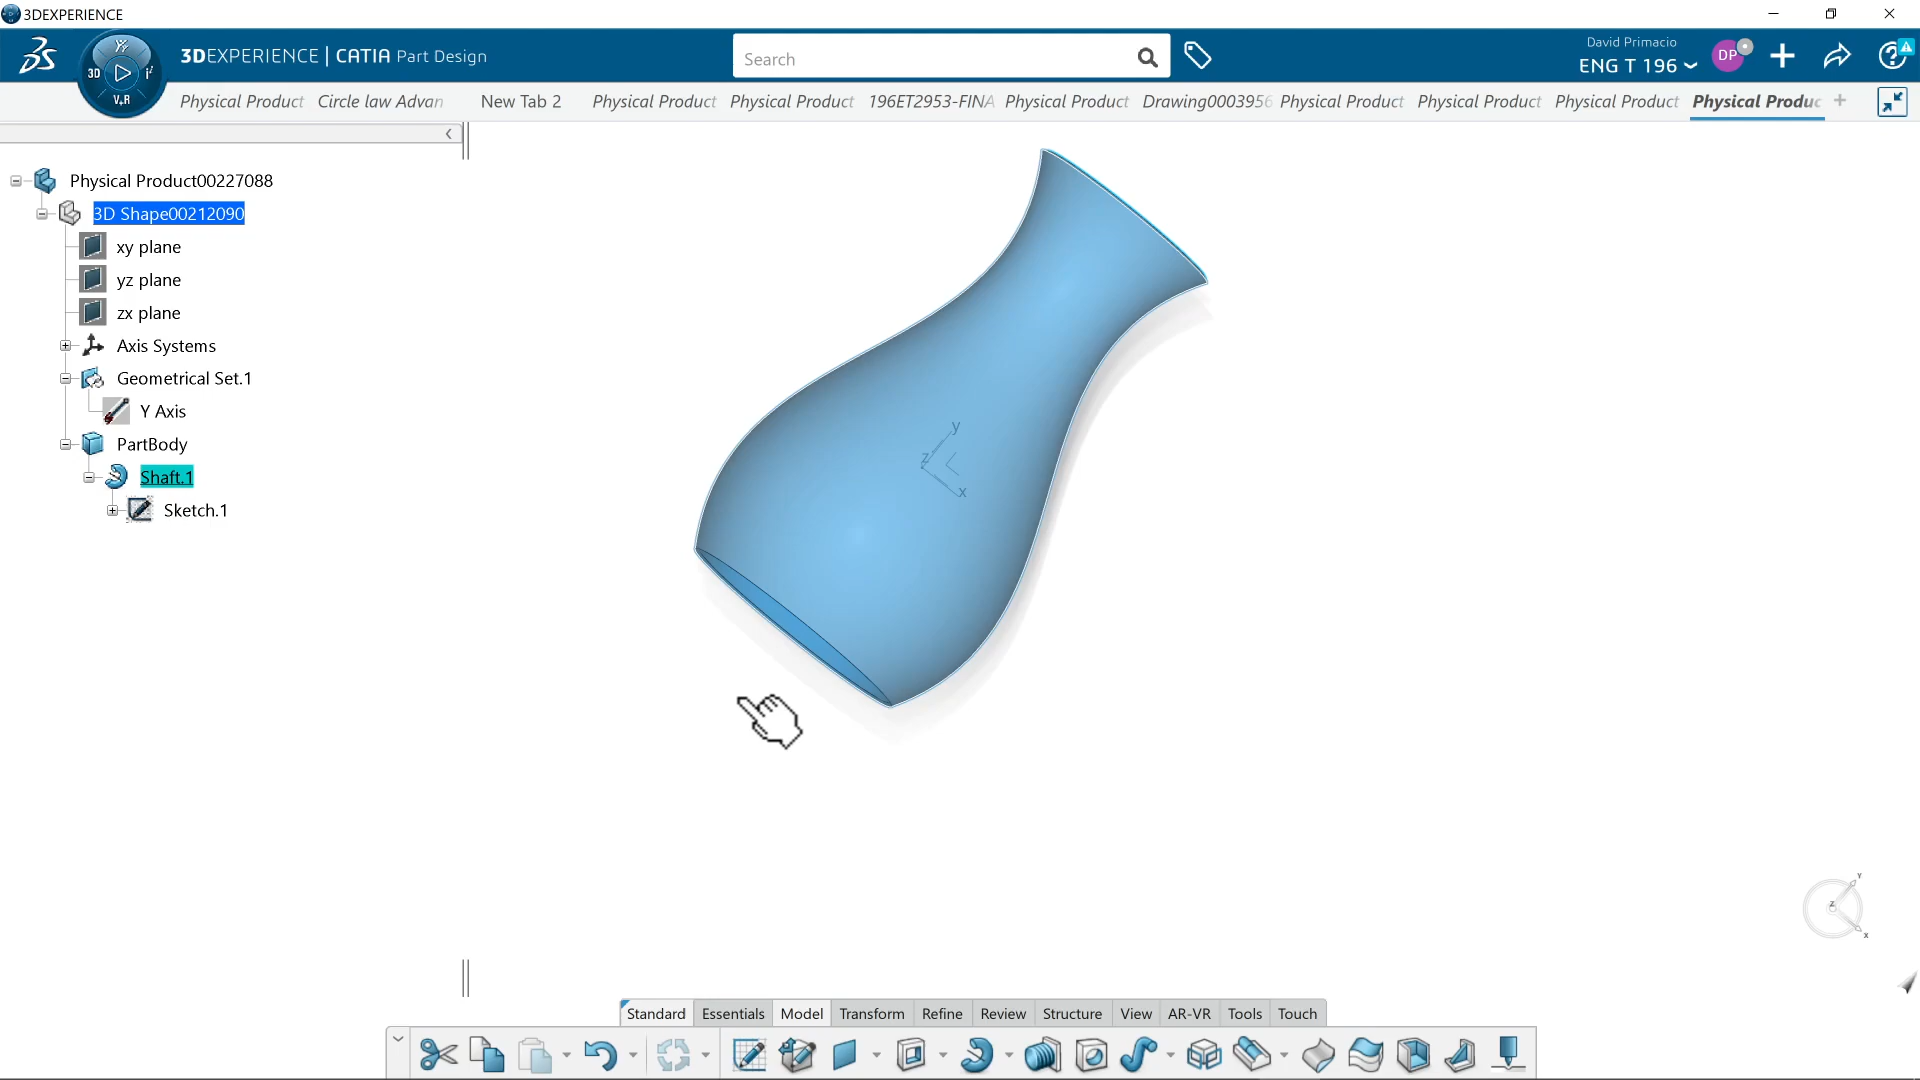 3DEXPERIENCE
3DEXPERIENCE | CATIA Part Design
Search
David Primacio
ENG T 196
DP
3D
V+R
Physical Product
Circle law Advan
New Tab 2
Physical Product
Physical Product
196ET2953-FINA
Physical Product
Drawing0003956
Physical Product
Physical Product
Physical Product
Physical Produc
Physical Product00227088
3D Shape00212090
xy plane
yz plane
zx plane
Axis Systems
Geometrical Set.1
Y Axis
PartBody
Shaft.1
Sketch.1
y
z
x
Y
Z
X
Standard
Essentials
Model
Transform
Refine
Review
Structure
View
AR-VR
Tools
Touch